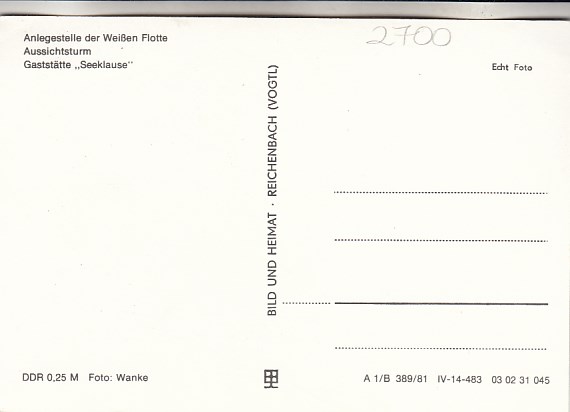 Anlegestelle der Weißen Flotte
Aussichtsturm
Gaststätte „Seeklause"
2700
Echt Foto
BILD UND HEIMAT · REICHENBACH (VOGTL)
DDR 0,25 M Foto: Wanke
A 1/B 389/81 IV-14-483 03 02 31 045